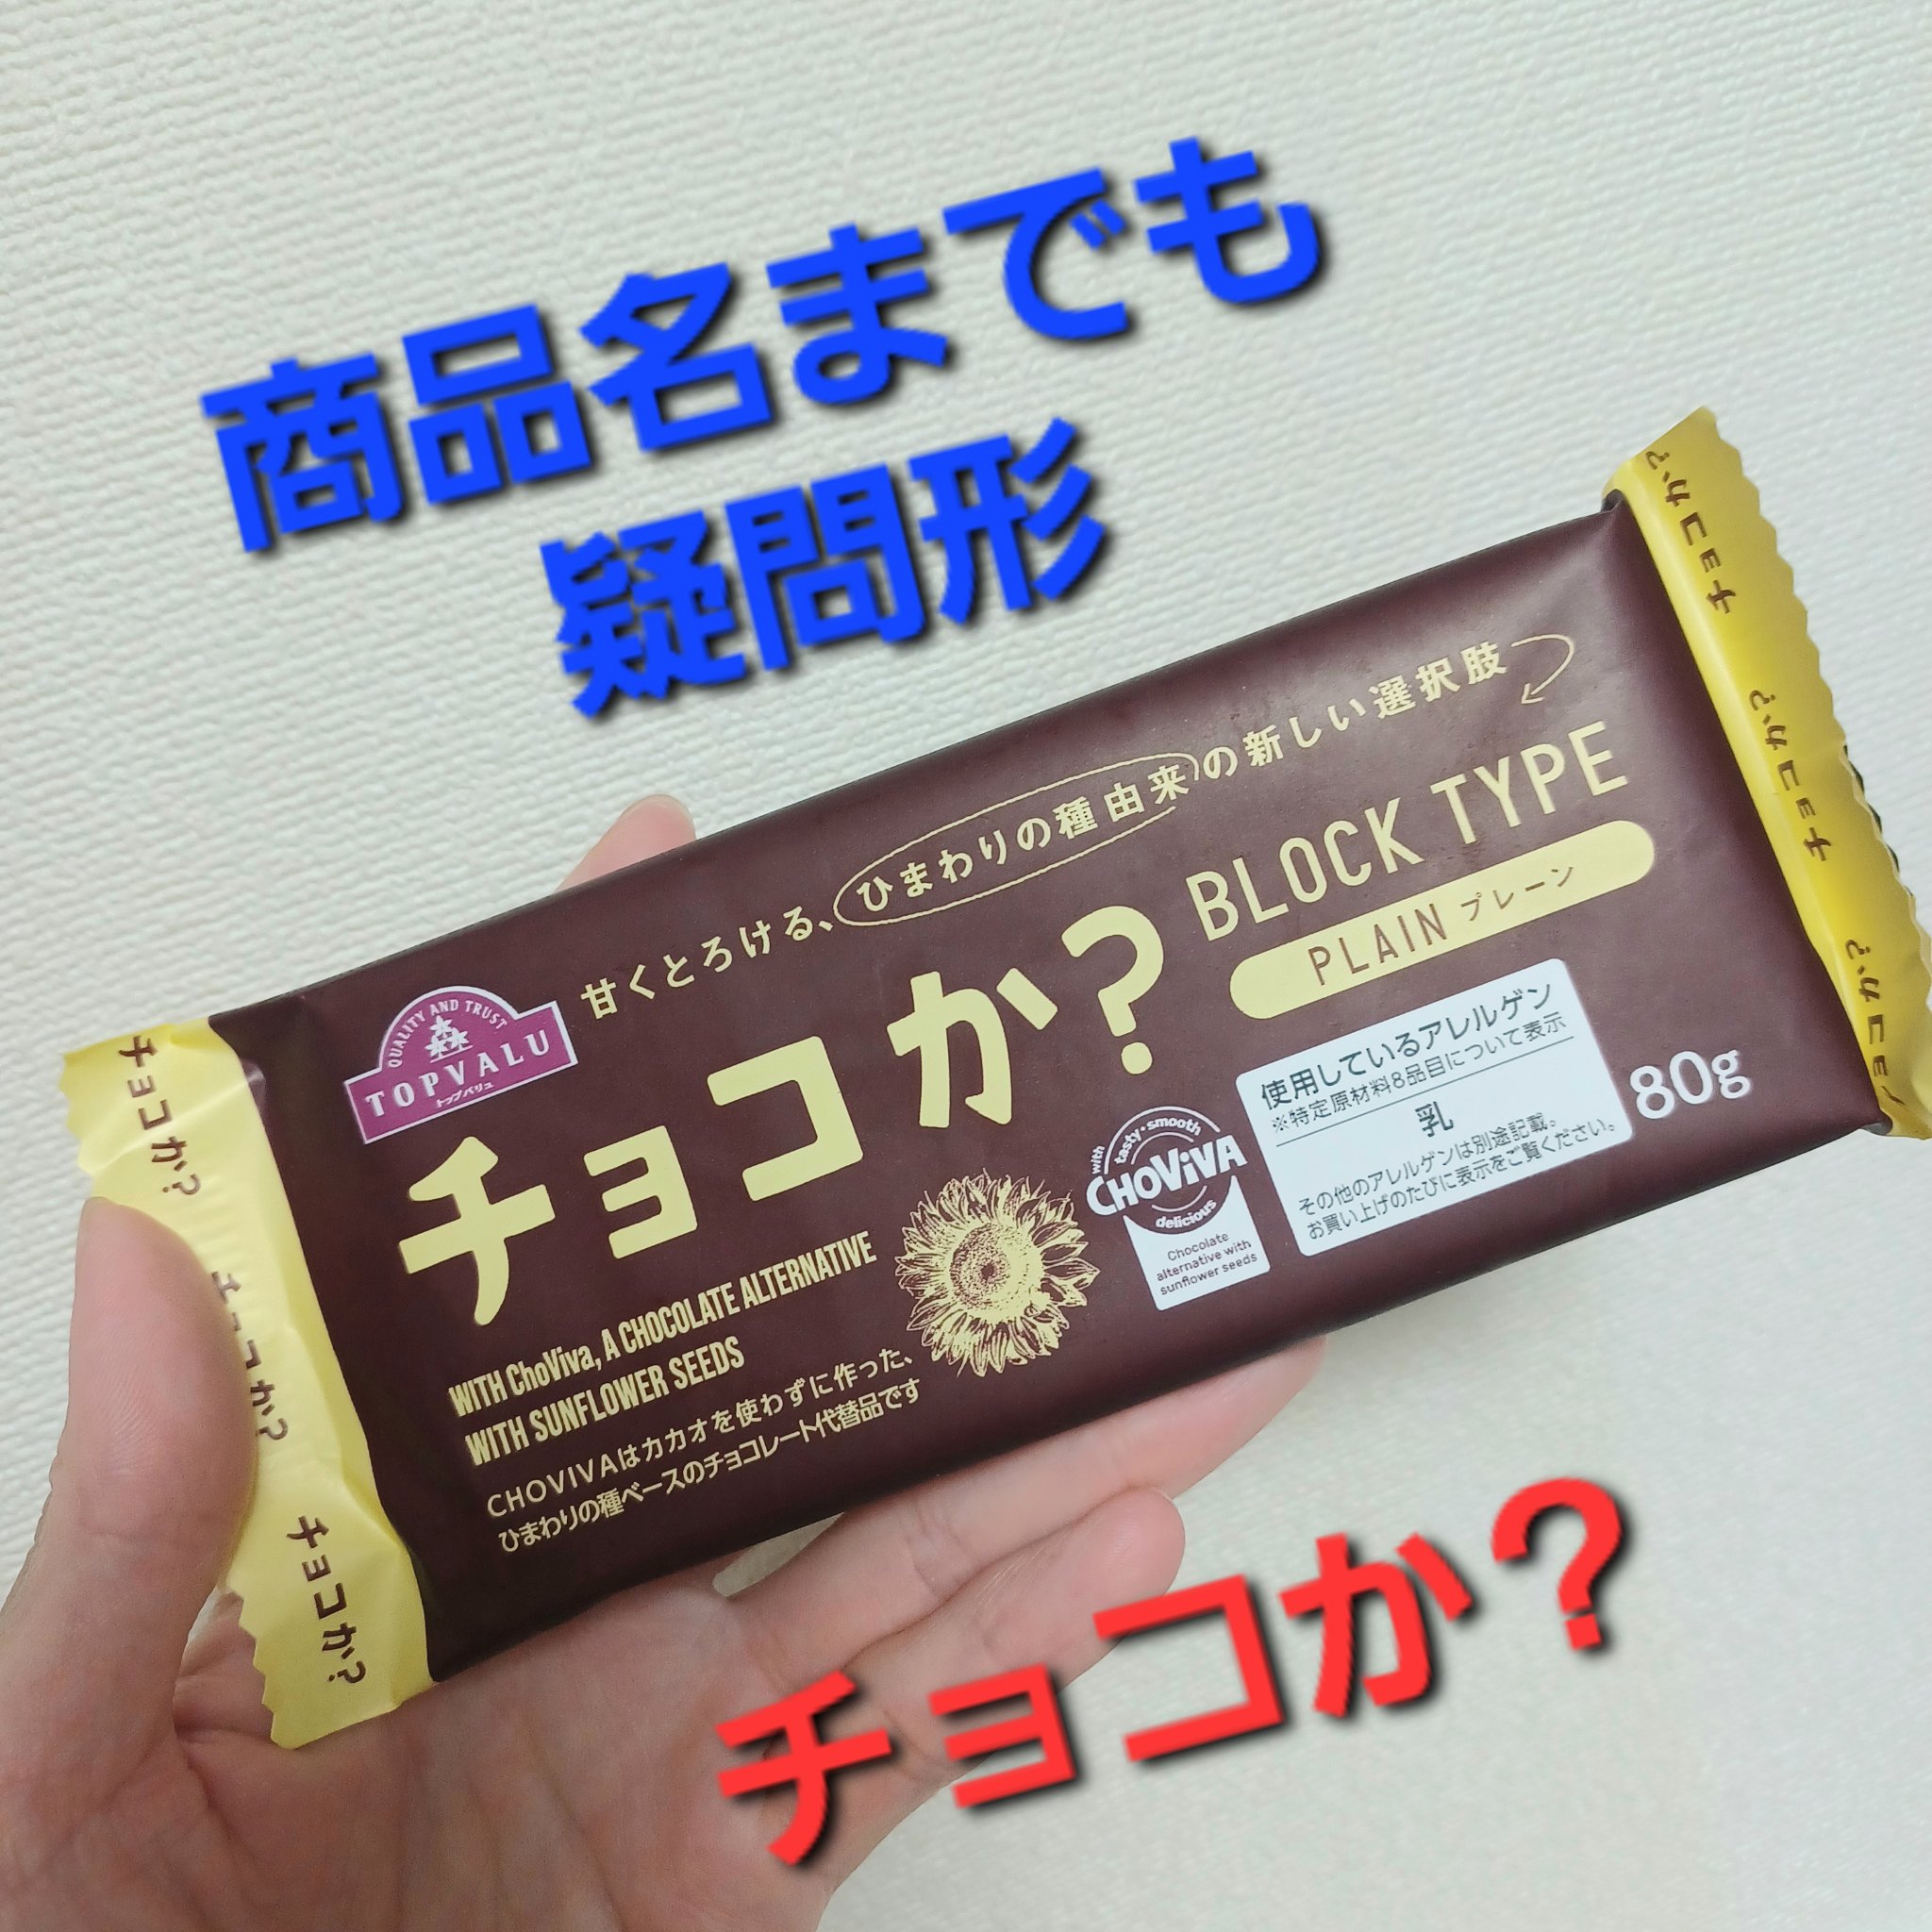 商品名までも
疑問形
甘くとろける、ひまわりの種由来の新しい選択肢
QUALITY AND TRUST
TOPVALU
トップバリュ
チョコか?
BLOCK TYPE
PLAIN プレーン
WITH ChoViva, A CHOCOLATE ALTERNATIVE
WITH SUNFLOWER SEEDS
CHOVIVAはカカオを使わずに作った、
ひまわりの種ベースのチョコレート代替品です
with
tasty・smooth
CHOViVA
delicious
Chocolate
alternative with
sunflower seeds
使用しているアレルゲン
※特定原材料8品目について表示
乳
その他のアレルゲンは別途記載。
お買い上げのたびに表示をご覧ください。
80g
チョコか?
チョコか?
チョコか?
チョコか?
チョコか?
チョコか?
チョコか？